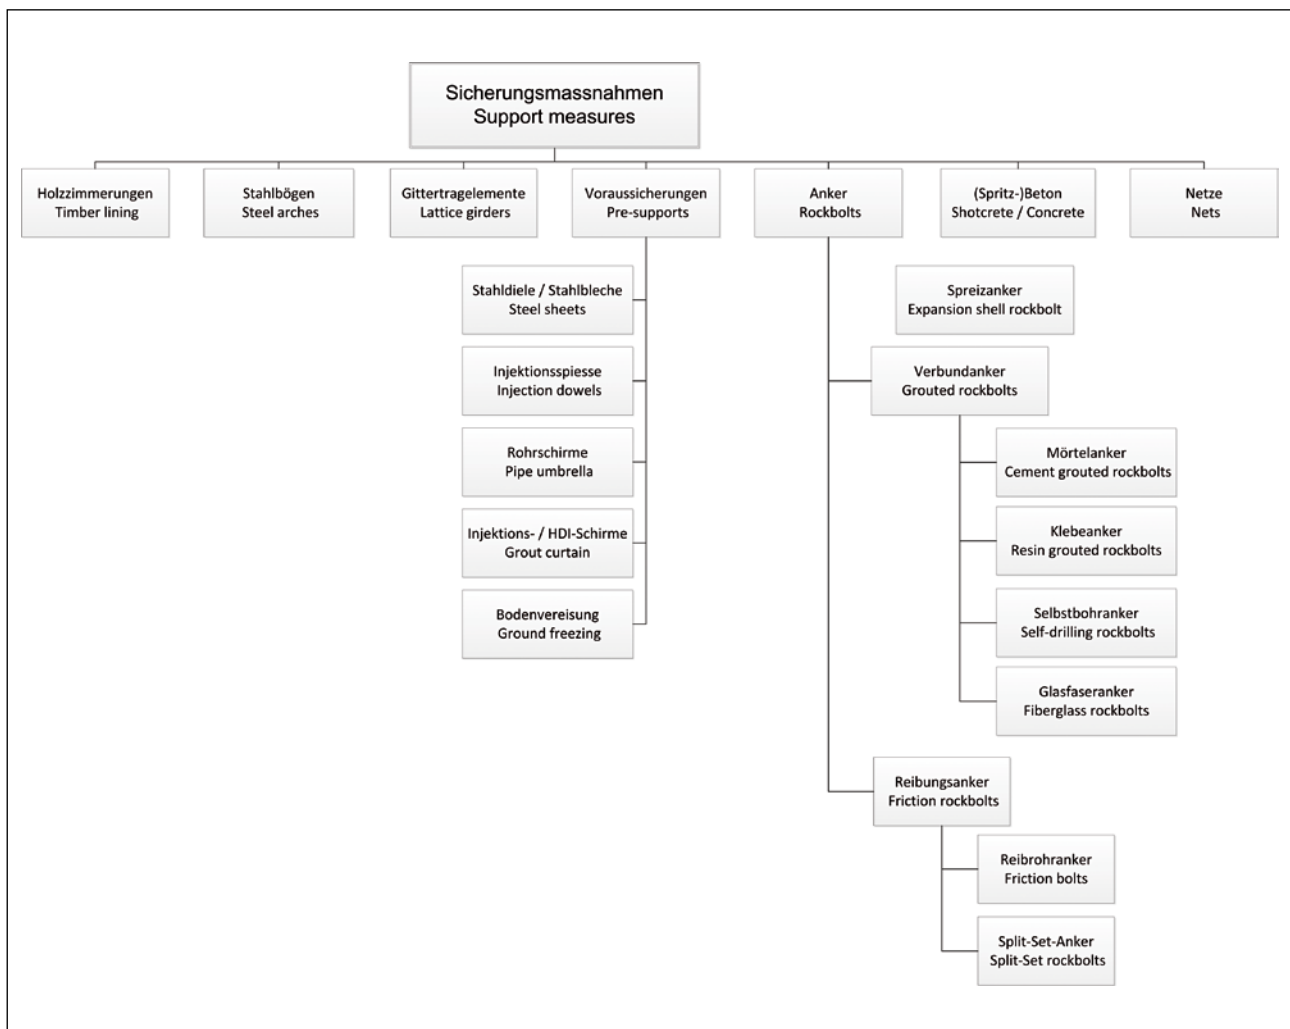 Sicherungsmassnahmen
Support measures
Holzzimmerungen
Timber lining
Stahlbögen
Steel arches
Gittertragelemente
Lattice girders
Voraussicherungen
Pre-supports
Anker
Rockbolts
(Spritz-)Beton
Shotcrete / Concrete
Netze
Nets
Stahldiele / Stahlbleche
Steel sheets
Injektionsspiesse
Injection dowels
Rohrschirme
Pipe umbrella
Injektions- / HDI-Schirme
Grout curtain
Bodenvereisung
Ground freezing
Spreizanker
Expansion shell rockbolt
Verbundanker
Grouted rockbolts
Mörtelanker
Cement grouted rockbolts
Klebeanker
Resin grouted rockbolts
Selbstbohranker
Self-drilling rockbolts
Glasfaseranker
Fiberglass rockbolts
Reibungsanker
Friction rockbolts
Reibrohranker
Friction bolts
Split-Set-Anker
Split-Set rockbolts